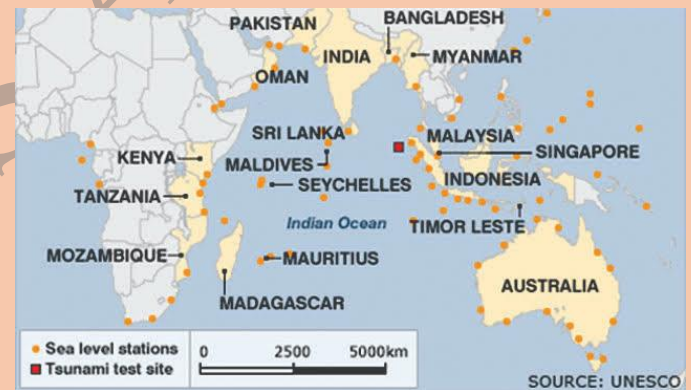 BANGLADESH
PAKISTAN
INDIA
MYANMAR
OMAN
SRI LANKA
MALAYSIA
KENYA
SINGAPORE
MALDIVES
SEYCHELLES
INDONESIA
TANZANIA
Indian Ocean
TIMOR LESTE
MOZAMBIQUE
MAURITIUS
AUSTRALIA
MADAGASCAR
Sea level stations
Tsunami test site
0 2500 5000km
SOURCE: UNESCO